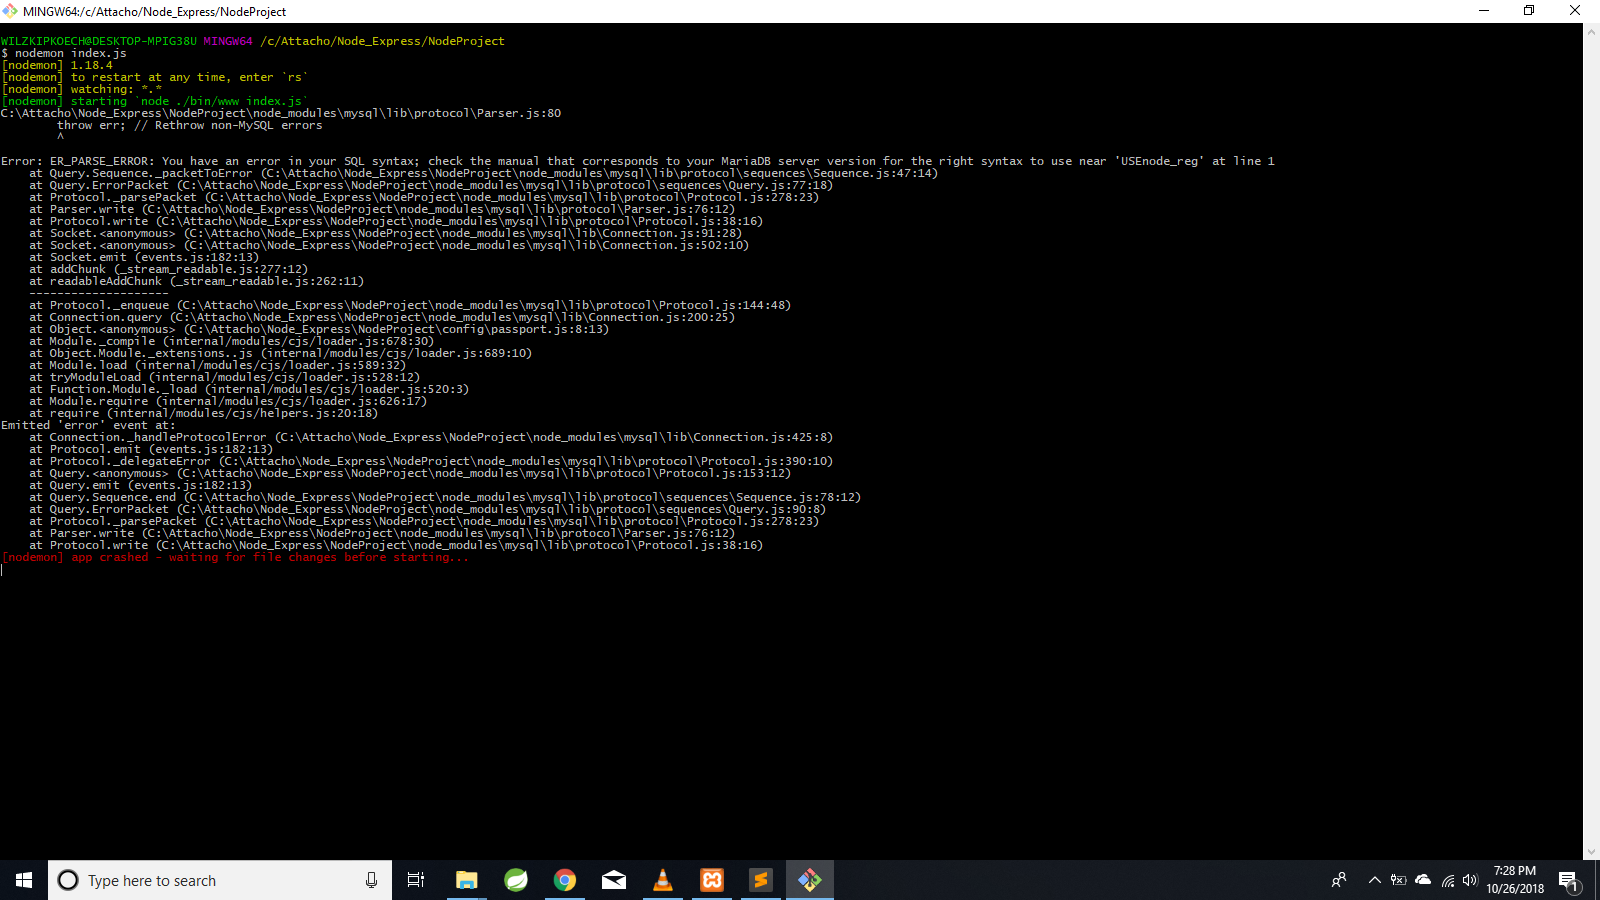 MINGW64:/c/Attacho/Node_Express/NodeProject
WILZKIPKOECH@DESKTOP-MPIG38U MINGW64 /c/Attacho/Node_Express/NodeProject
$ nodemon index.js
[nodemon] 1.18.4
[nodemon] to restart at any time, enter `rs`
[nodemon] watching: *.*
[nodemon] starting `node ./bin/www index.js`
C:\Attacho\Node_Express\NodeProject\node_modules\mysql\lib\protocol\Parser.js:80
        throw err; // Rethrow non-MySQL errors
        ^
Error: ER_PARSE_ERROR: You have an error in your SQL syntax; check the manual that corresponds to your MariaDB server version for the right syntax to use near 'USEnode_reg' at line 1
    at Query.Sequence._packetToError (C:\Attacho\Node_Express\NodeProject\node_modules\mysql\lib\protocol\sequences\Sequence.js:47:14)
    at Query.ErrorPacket (C:\Attacho\Node_Express\NodeProject\node_modules\mysql\lib\protocol\sequences\Query.js:77:18)
    at Protocol._parsePacket (C:\Attacho\Node_Express\NodeProject\node_modules\mysql\lib\protocol\Protocol.js:278:23)
    at Parser.write (C:\Attacho\Node_Express\NodeProject\node_modules\mysql\lib\protocol\Parser.js:76:12)
    at Protocol.write (C:\Attacho\Node_Express\NodeProject\node_modules\mysql\lib\protocol\Protocol.js:38:16)
    at Socket.<anonymous> (C:\Attacho\Node_Express\NodeProject\node_modules\mysql\lib\Connection.js:91:28)
    at Socket.<anonymous> (C:\Attacho\Node_Express\NodeProject\node_modules\mysql\lib\Connection.js:502:10)
    at Socket.emit (events.js:182:13)
    at addChunk (_stream_readable.js:277:12)
    at readableAddChunk (_stream_readable.js:262:11)
    --------------------
    at Protocol._enqueue (C:\Attacho\Node_Express\NodeProject\node_modules\mysql\lib\protocol\Protocol.js:144:48)
    at Connection.query (C:\Attacho\Node_Express\NodeProject\node_modules\mysql\lib\Connection.js:200:25)
    at Object.<anonymous> (C:\Attacho\Node_Express\NodeProject\config\passport.js:8:13)
    at Module._compile (internal/modules/cjs/loader.js:678:30)
    at Object.Module._extensions..js (internal/modules/cjs/loader.js:689:10)
    at Module.load (internal/modules/cjs/loader.js:589:32)
    at tryModuleLoad (internal/modules/cjs/loader.js:528:12)
    at Function.Module._load (internal/modules/cjs/loader.js:520:3)
    at Module.require (internal/modules/cjs/loader.js:626:17)
    at require (internal/modules/cjs/helpers.js:20:18)
Emitted 'error' event at:
    at Connection._handleProtocolError (C:\Attacho\Node_Express\NodeProject\node_modules\mysql\lib\Connection.js:425:8)
    at Protocol.emit (events.js:182:13)
    at Protocol._delegateError (C:\Attacho\Node_Express\NodeProject\node_modules\mysql\lib\protocol\Protocol.js:390:10)
    at Query.<anonymous> (C:\Attacho\Node_Express\NodeProject\node_modules\mysql\lib\protocol\Protocol.js:153:12)
    at Query.emit (events.js:182:13)
    at Query.Sequence.end (C:\Attacho\Node_Express\NodeProject\node_modules\mysql\lib\protocol\sequences\Sequence.js:78:12)
    at Query.ErrorPacket (C:\Attacho\Node_Express\NodeProject\node_modules\mysql\lib\protocol\sequences\Query.js:90:8)
    at Protocol._parsePacket (C:\Attacho\Node_Express\NodeProject\node_modules\mysql\lib\protocol\Protocol.js:278:23)
    at Parser.write (C:\Attacho\Node_Express\NodeProject\node_modules\mysql\lib\protocol\Parser.js:76:12)
    at Protocol.write (C:\Attacho\Node_Express\NodeProject\node_modules\mysql\lib\protocol\Protocol.js:38:16)
[nodemon] app crashed - waiting for file changes before starting...
Type here to search
7:28 PM
10/26/2018
1